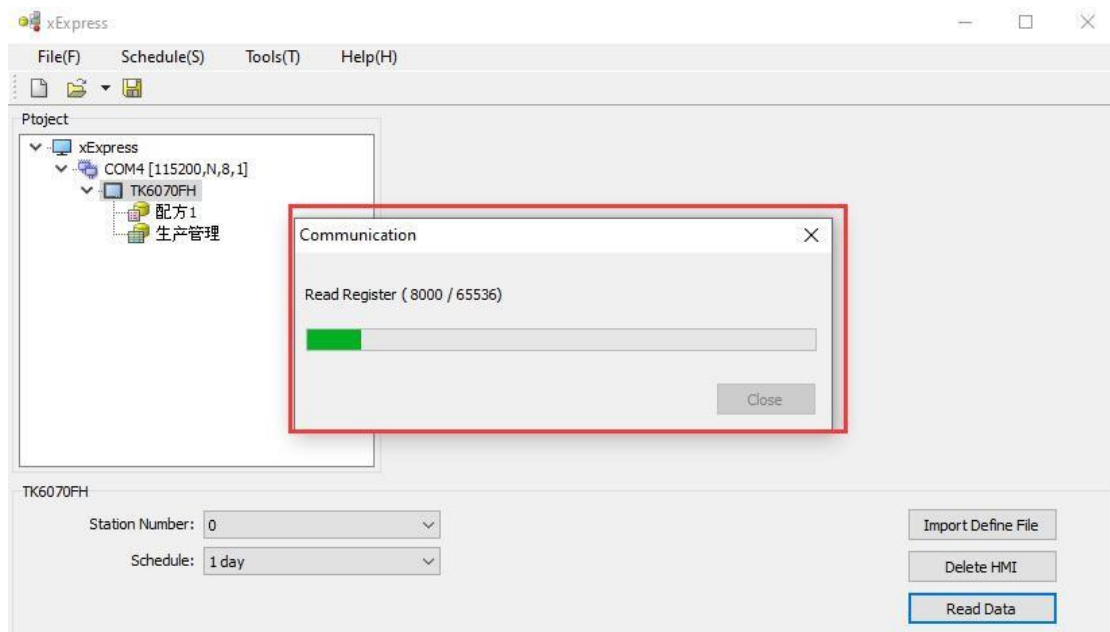 xExpress
File(F) Schedule(S) Tools(T) Help(H)
Ptoject
xExpress
COM4 [115200,N,8,1]
TK6070FH
配方1
生产管理
Communication
Read Register ( 8000 / 65536)
Close
TK6070FH
Station Number: 0
Schedule: 1 day
Import Define File
Delete HMI
Read Data